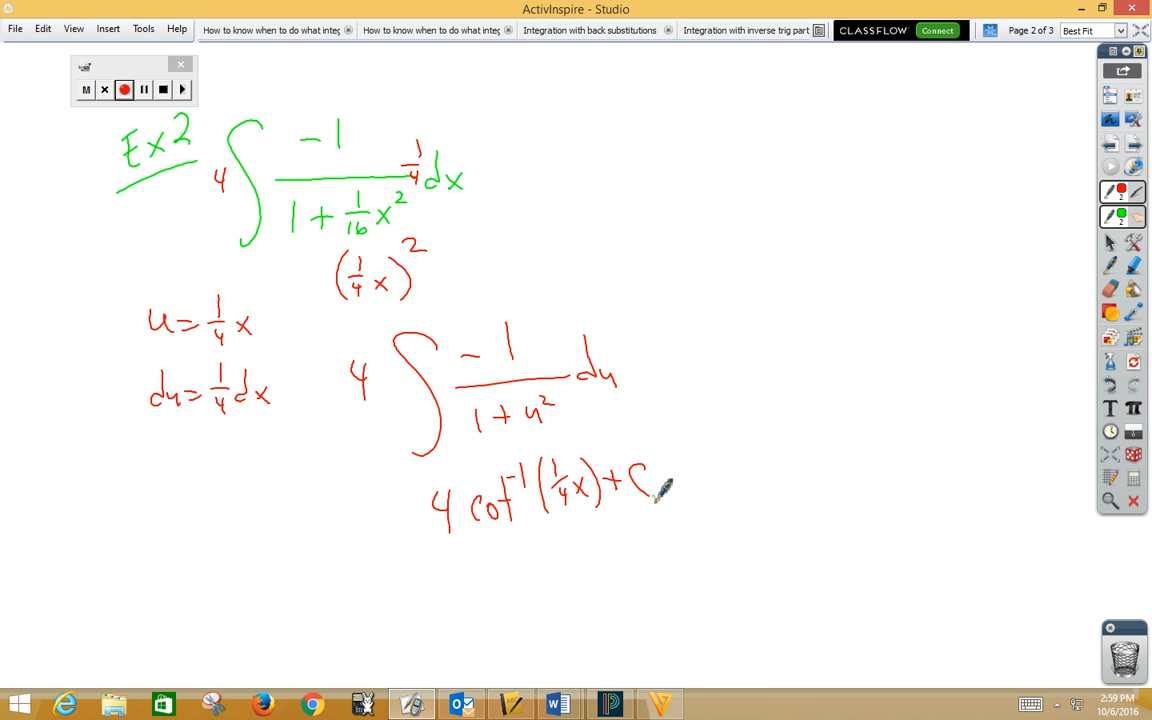 ActivInspire - Studio
File Edit View Insert Tools Help
How to know when to do what integ
How to know when to do what integ
Integration with back substitutions
Integration with inverse trig part
CLASSFLOW Connect
Page 2 of 3
Best Fit
M
2
2
Ex 2 4 ∫ -1 / (1 + 1/16 x²) 1/4 dx
(1/4 x)²
u = 1/4 x
du = 1/4 dx
4 ∫ -1 / (1 + u²) du
4 cot⁻¹(1/4 x) + C
2:59 PM
10/6/2016